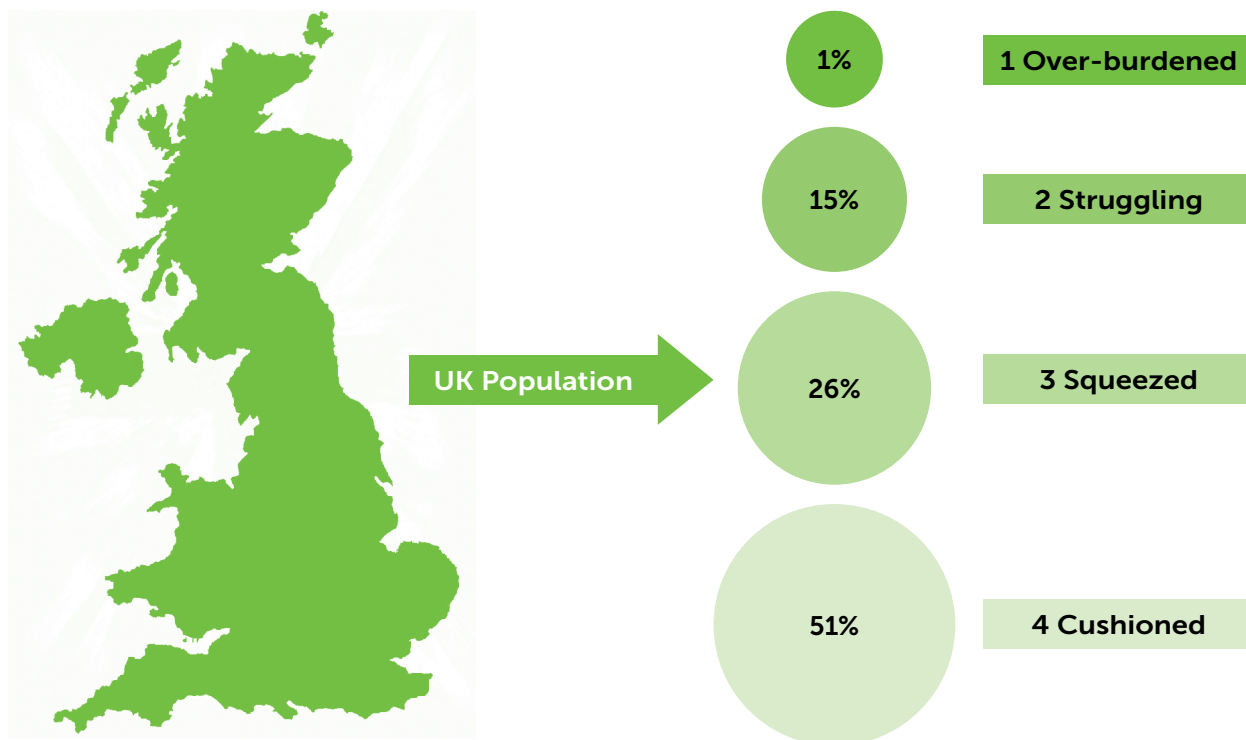 1%
1 Over-burdened
15%
2 Struggling
UK Population
26%
3 Squeezed
51%
4 Cushioned